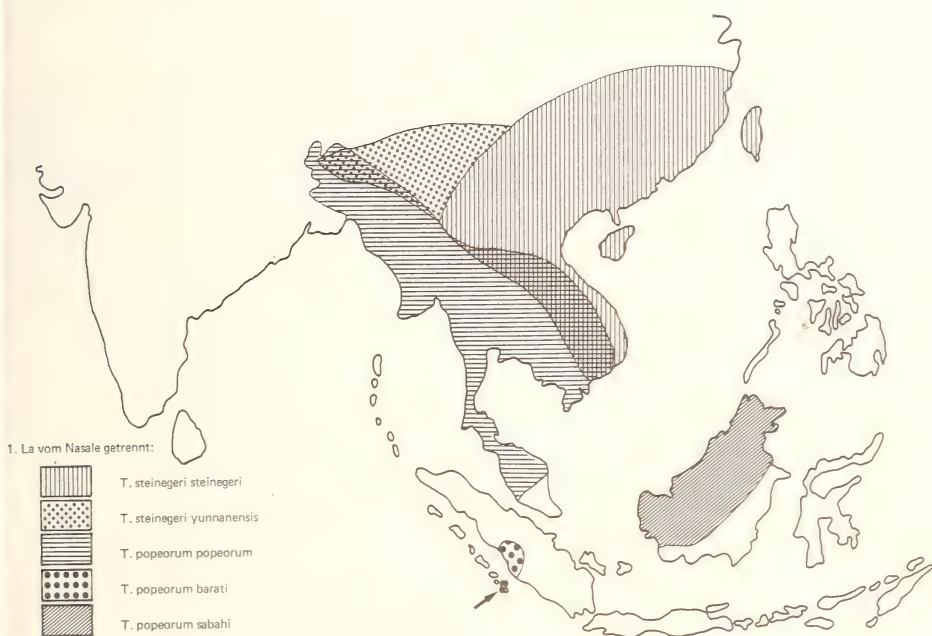 1. La vom Nasale getrennt:
T. steinegeri steinegeri
T. steinegeri yunnanensis
T. popeorum popeorum
T. popeorum barati
T. popeorum sabahi